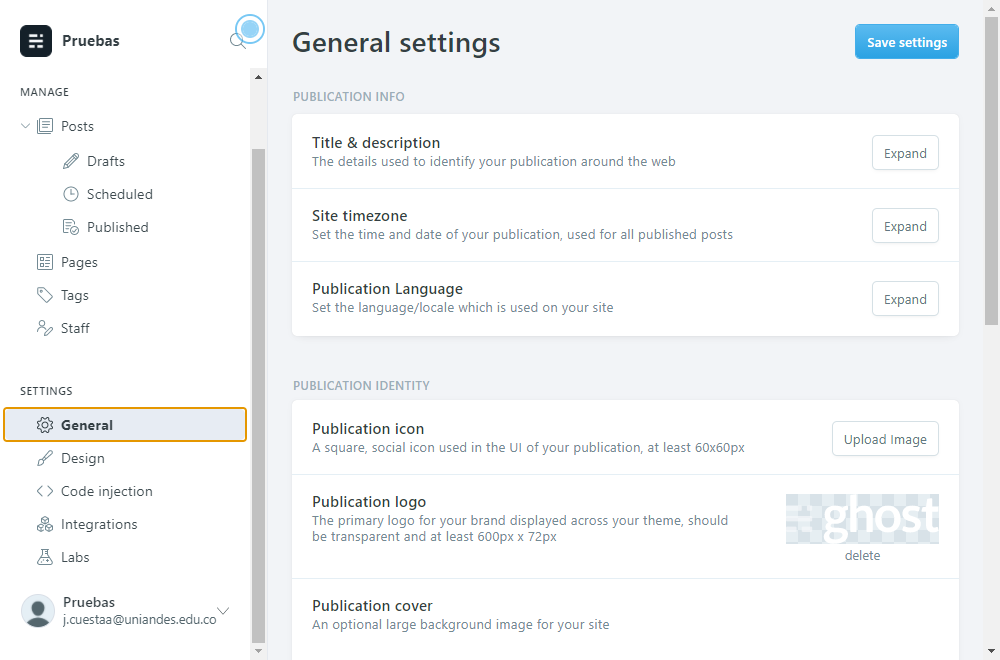 Pruebas
MANAGE
Posts
Drafts
Scheduled
Published
Pages
Tags
Staff
SETTINGS
General
Design
Code injection
Integrations
Labs
Pruebas
j.cuestaa@uniandes.edu.co
General settings
Save settings
PUBLICATION INFO
Title & description
The details used to identify your publication around the web
Expand
Site timezone
Set the time and date of your publication, used for all published posts
Expand
Publication Language
Set the language/locale which is used on your site
Expand
PUBLICATION IDENTITY
Publication icon
A square, social icon used in the UI of your publication, at least 60x60px
Upload Image
Publication logo
The primary logo for your brand displayed across your theme, should
be transparent and at least 600px x 72px
ghost
delete
Publication cover
An optional large background image for your site